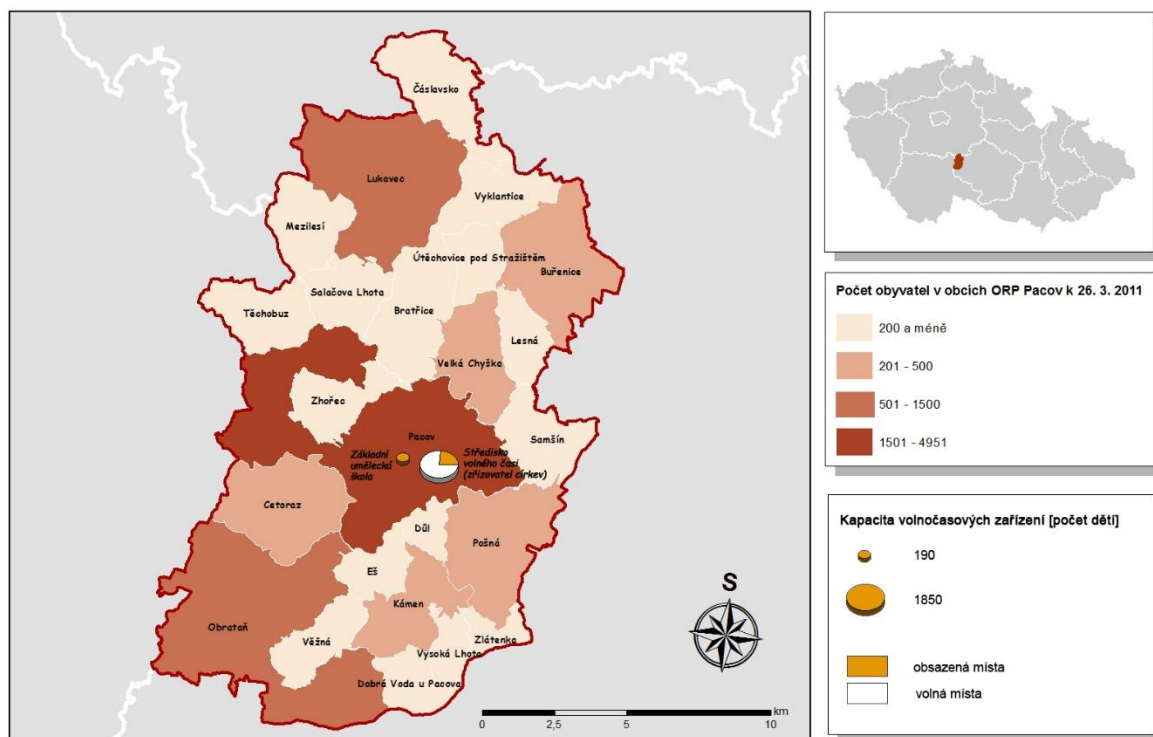 Čáslavsko
Lukavec
Vyklantice
Mezilesí
Útěchovice pod Stražištěm
Buřenice
Salačova Lhota
Těchobuz
Bratřice
Lesná
Velká Chyška
Zhořec
Samšín
Pacov
Základní
umělecká
škola
Středisko
volného časi
(zřizovatel církev)
Cetoraz
Důl
Pošná
Eš
Kámen
Obrataň
Věžná
Zlátenka
Vysoká Lhota
Dobrá Voda u Pacova
S
km
0
2,5
5
10
Počet obyvatel v obcích ORP Pacov k 26. 3. 2011
200 a méně
201 - 500
501 - 1500
1501 - 4951
Kapacita volnočasových zařízení [počet dětí]
190
1850
obsazená místa
volná místa